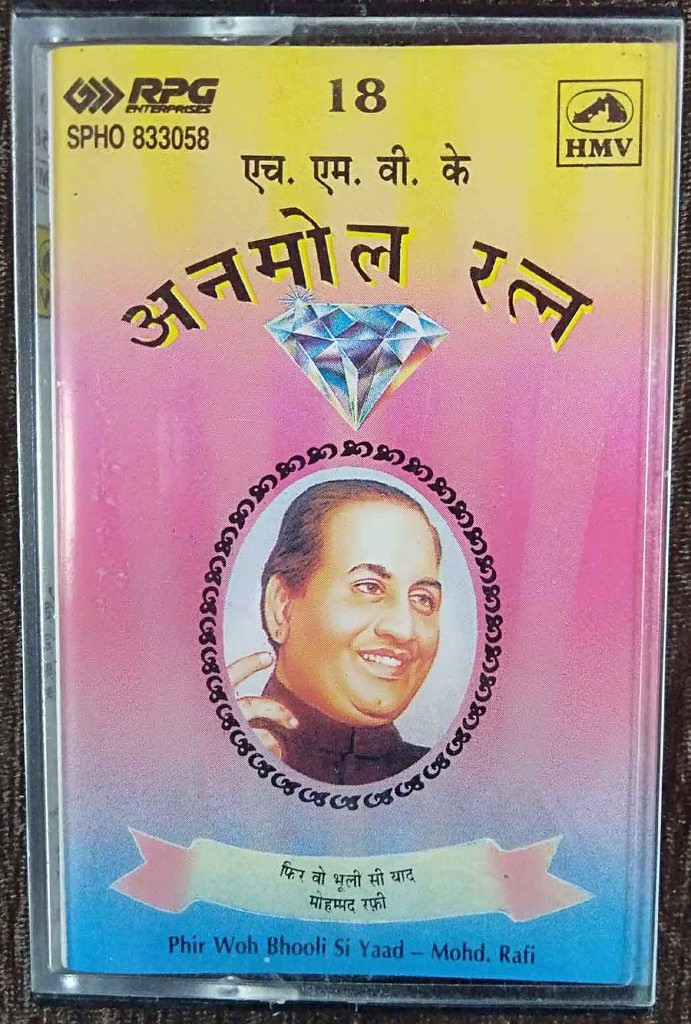 RPG
ENTERPRISES
SPHO 833058
18
HMV
एच. एम. वी. के
अनमोल रत्न
फिर वो भूली सी याद
मोहम्मद रफ़ी
Phir Woh Bhooli Si Yaad – Mohd. Rafi